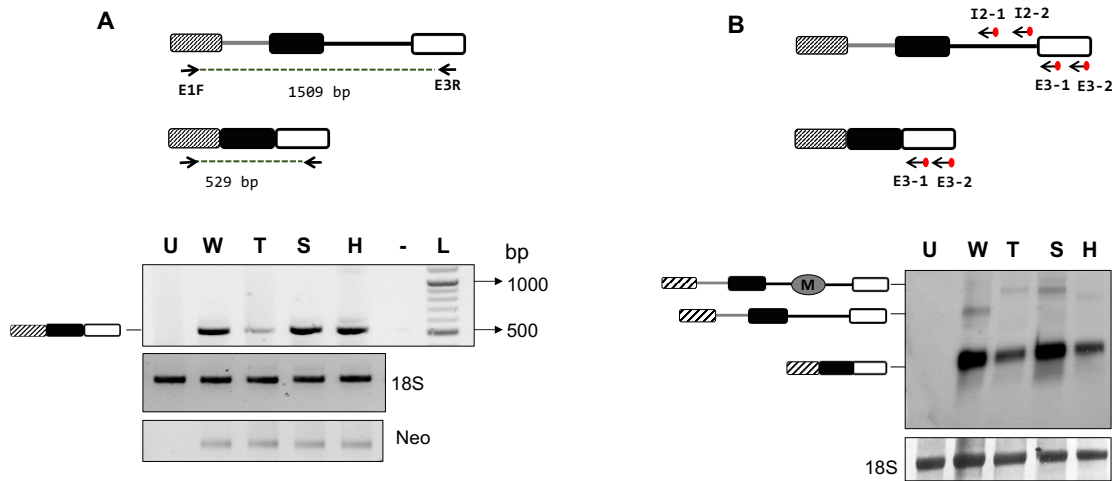 A
E1F
1509 bp
E3R
529 bp
U W T S H - L
bp
1000
500
18S
Neo
B
I2-1 I2-2
E3-1 E3-2
E3-1 E3-2
U W T S H
M
18S